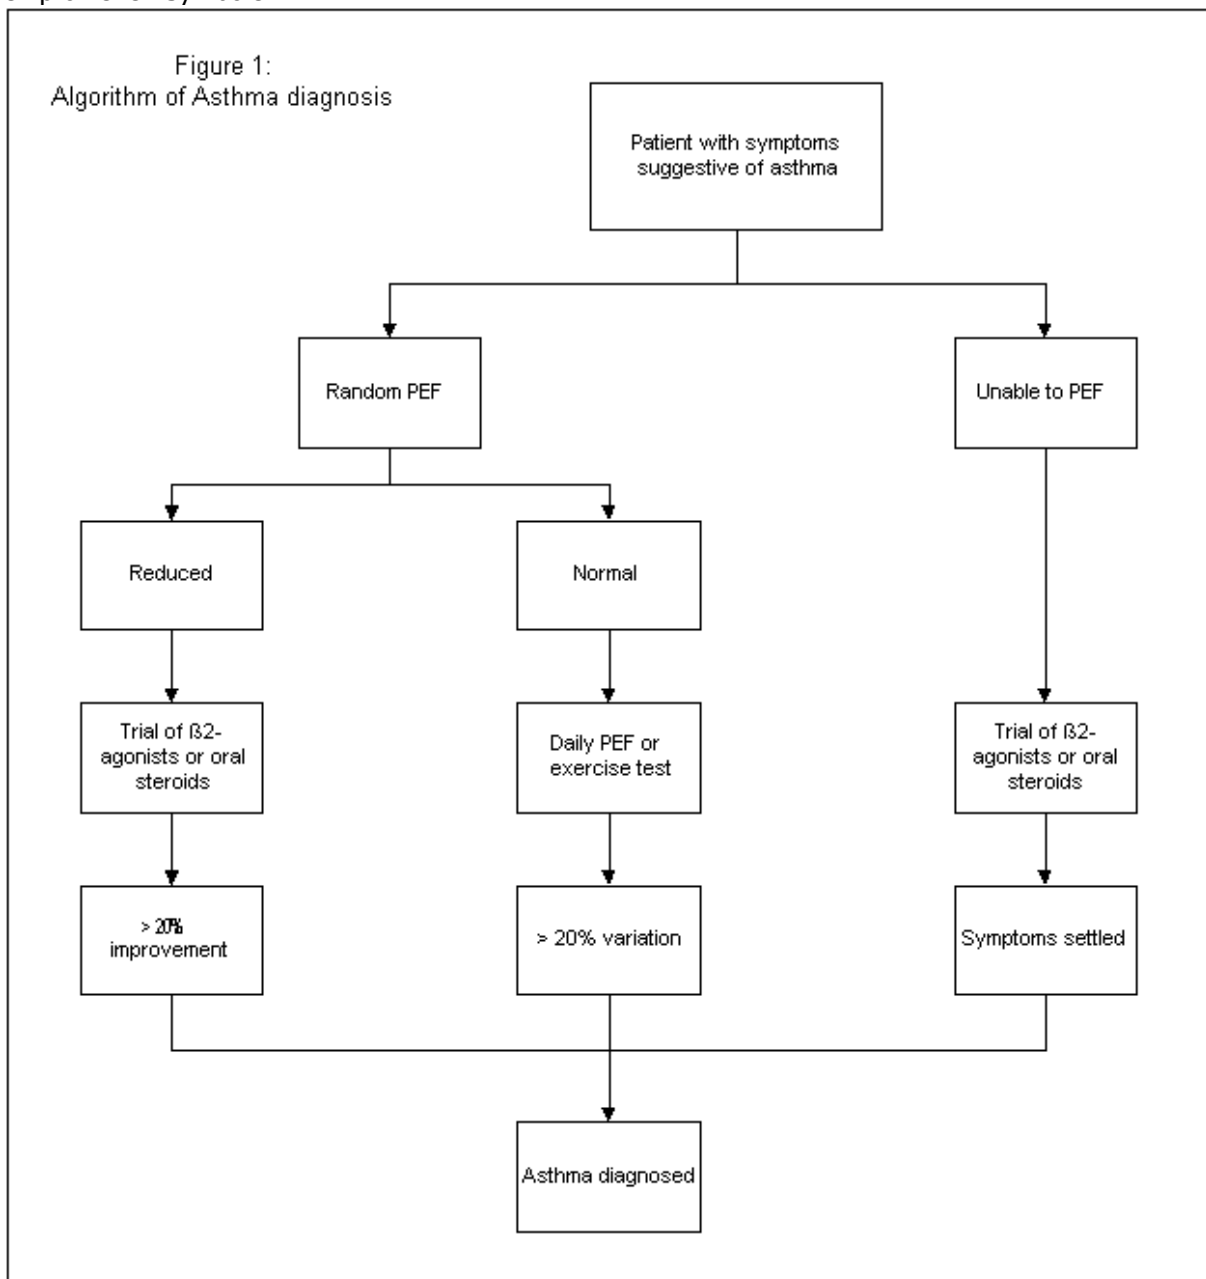 Figure 1:
Algorithm of Asthma diagnosis
Patient with symptoms
suggestive of asthma
Random PEF
Unable to PEF
Reduced
Normal
Trial of ß2-
agonists or oral
steroids
Daily PEF or
exercise test
Trial of ß2-
agonists or oral
steroids
> 20%
improvement
> 20% variation
Symptoms settled
Asthma diagnosed